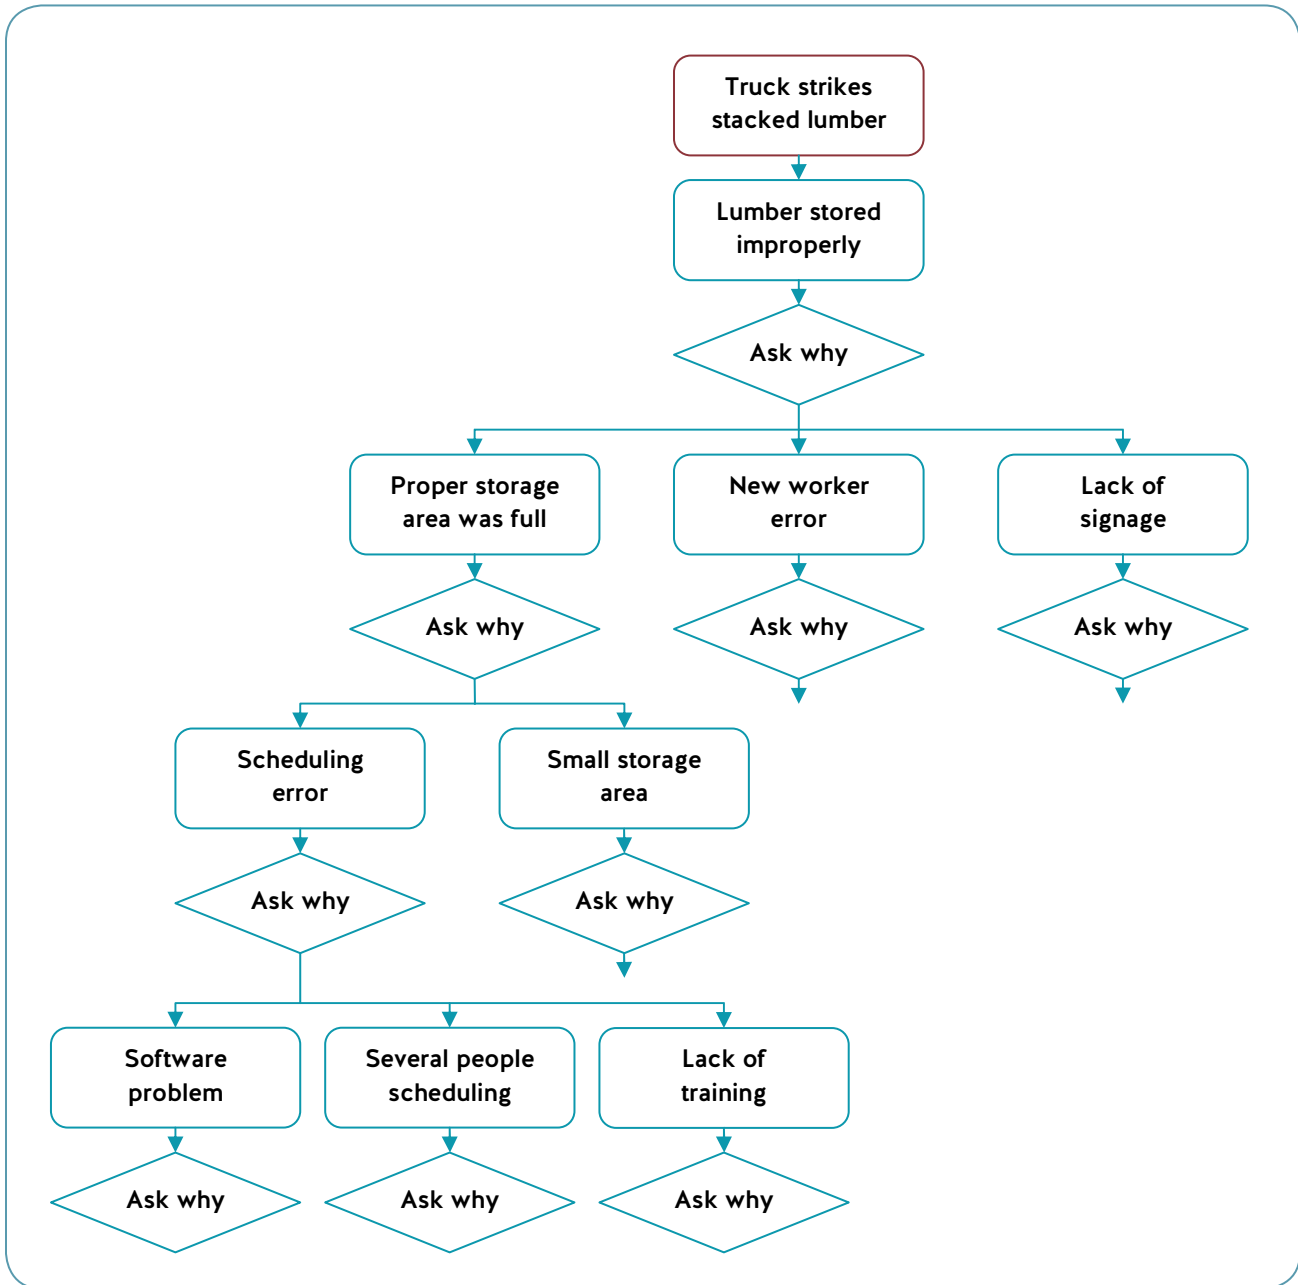 Truck strikes
stacked lumber
Lumber stored
improperly
Ask why
Proper storage
area was full
New worker
error
Lack of
signage
Ask why
Ask why
Ask why
Scheduling
error
Small storage
area
Ask why
Ask why
Software
problem
Several people
scheduling
Lack of
training
Ask why
Ask why
Ask why